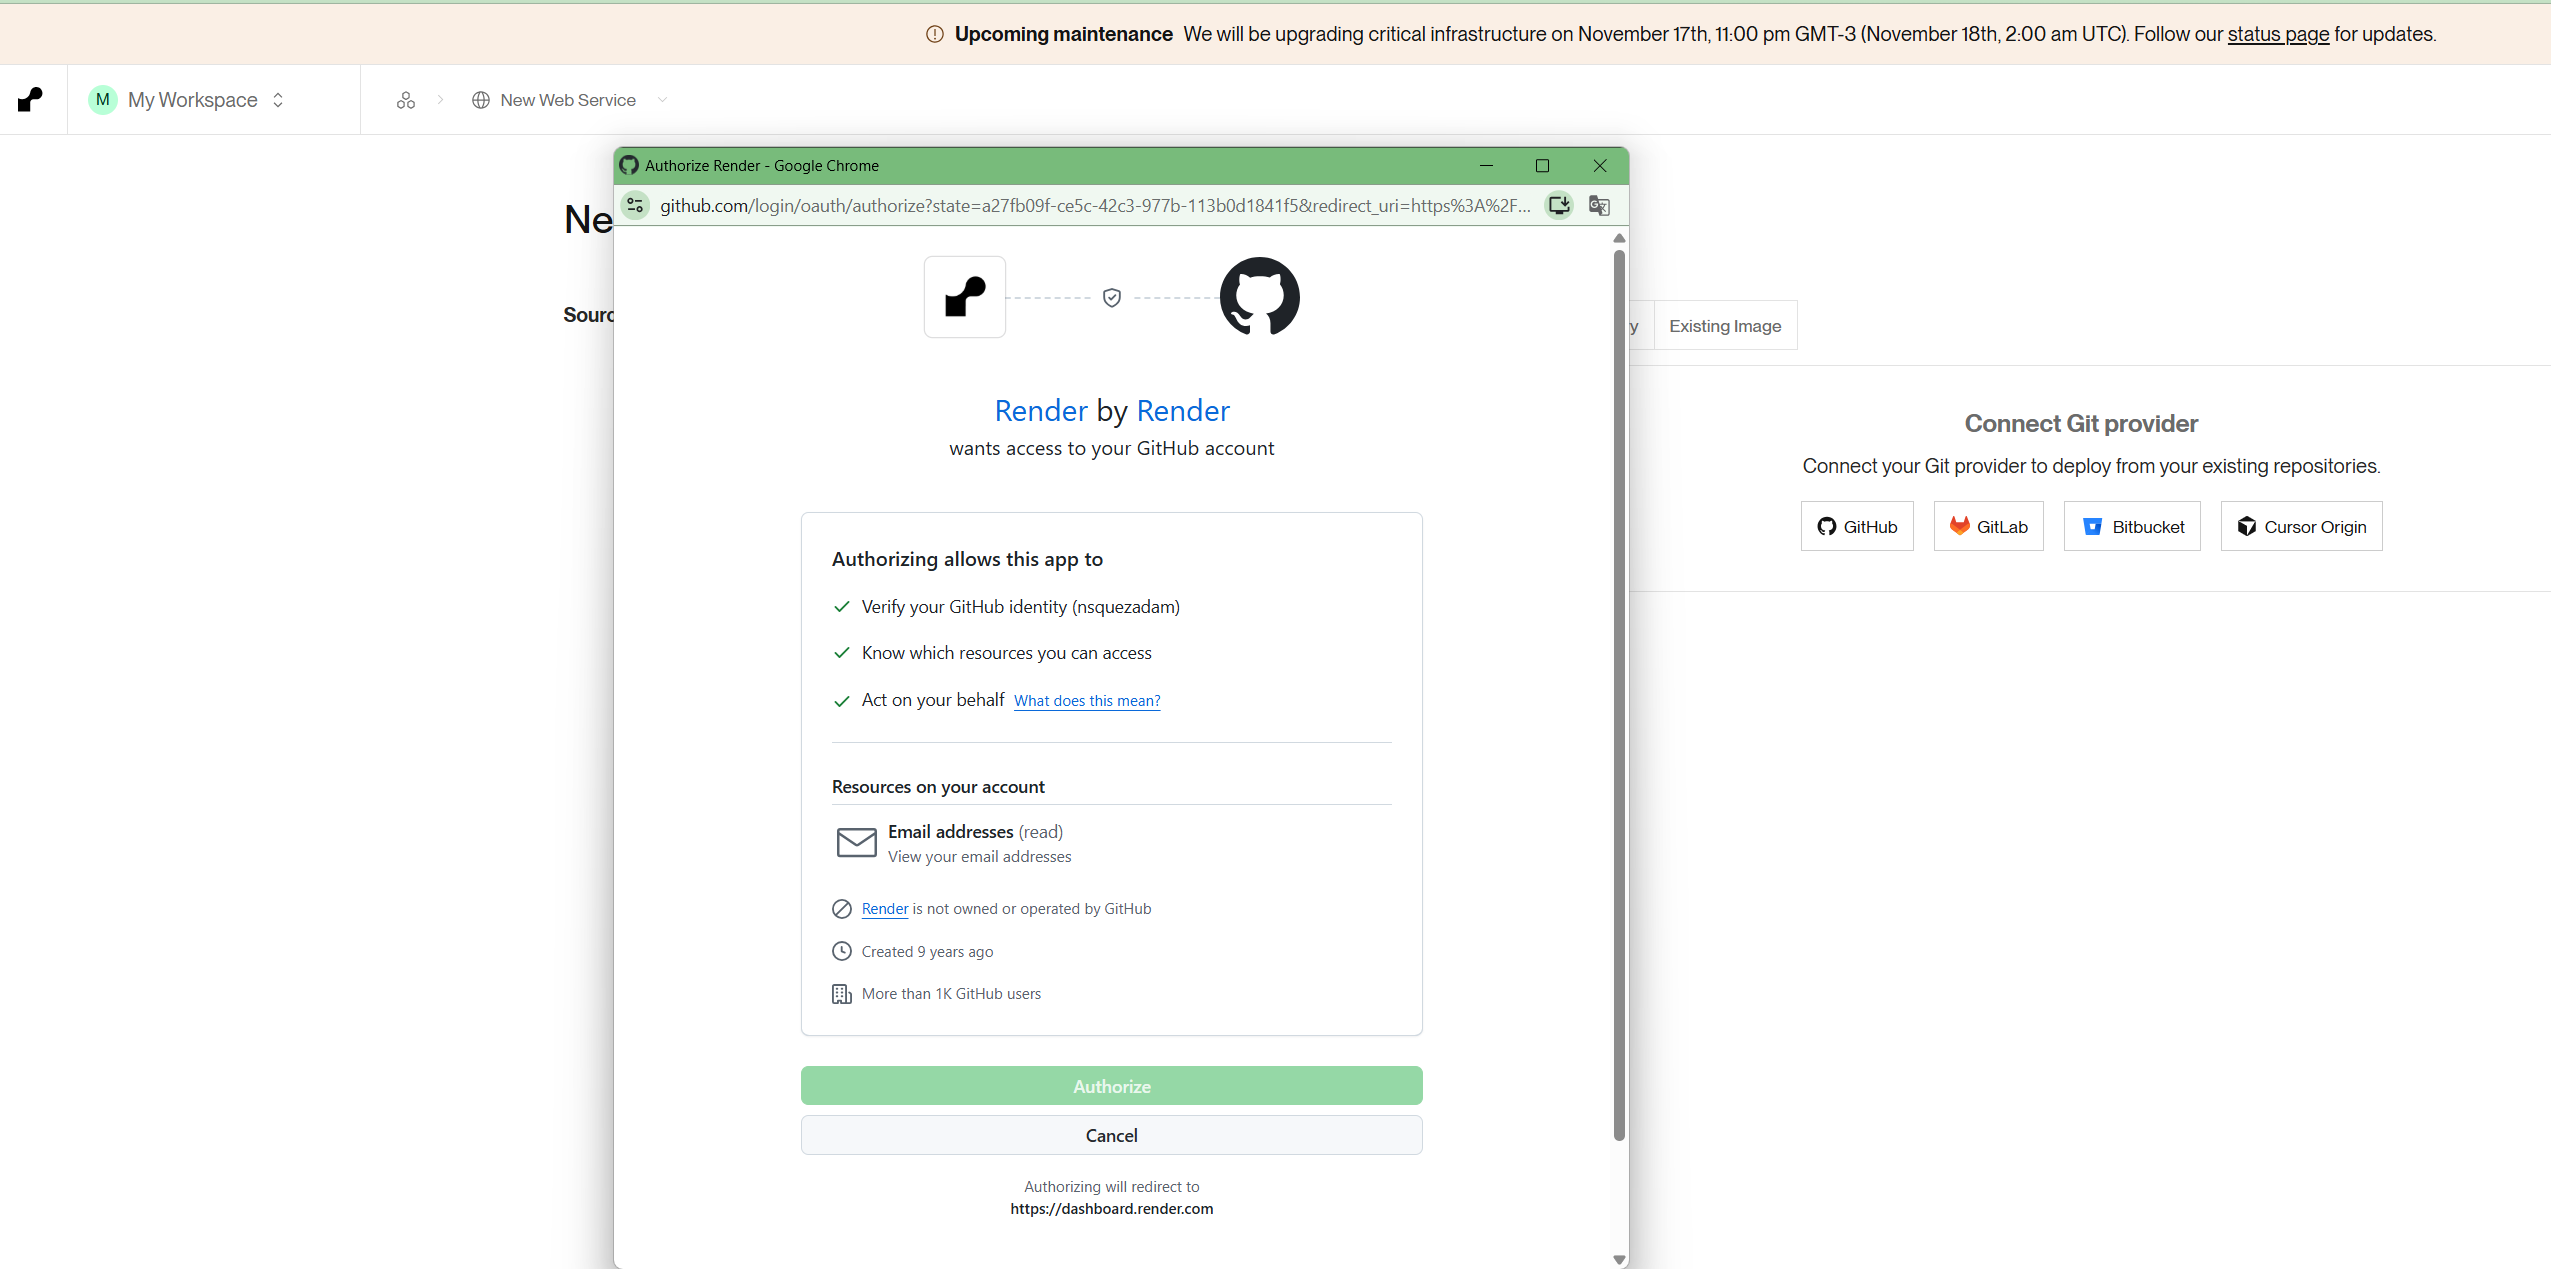 Upcoming maintenance We will be upgrading critical infrastructure on November 17th, 11:00 pm GMT-3 (November 18th, 2:00 am UTC). Follow our status page for updates.
M My Workspace New Web Service
Authorize Render - Google Chrome
github.com/login/oauth/authorize?state=a27fb09f-ce5c-42c3-977b-113b0d1841f5&redirect_uri=https%3A%2F...
Ne
Sourc
y Existing Image
Render by Render
wants access to your GitHub account
Connect Git provider
Connect your Git provider to deploy from your existing repositories.
GitHub GitLab Bitbucket Cursor Origin
Authorizing allows this app to
Verify your GitHub identity (nsquezadam)
Know which resources you can access
Act on your behalf What does this mean?
Resources on your account
Email addresses (read)
View your email addresses
Render is not owned or operated by GitHub
Created 9 years ago
More than 1K GitHub users
Authorize
Cancel
Authorizing will redirect to
https://dashboard.render.com